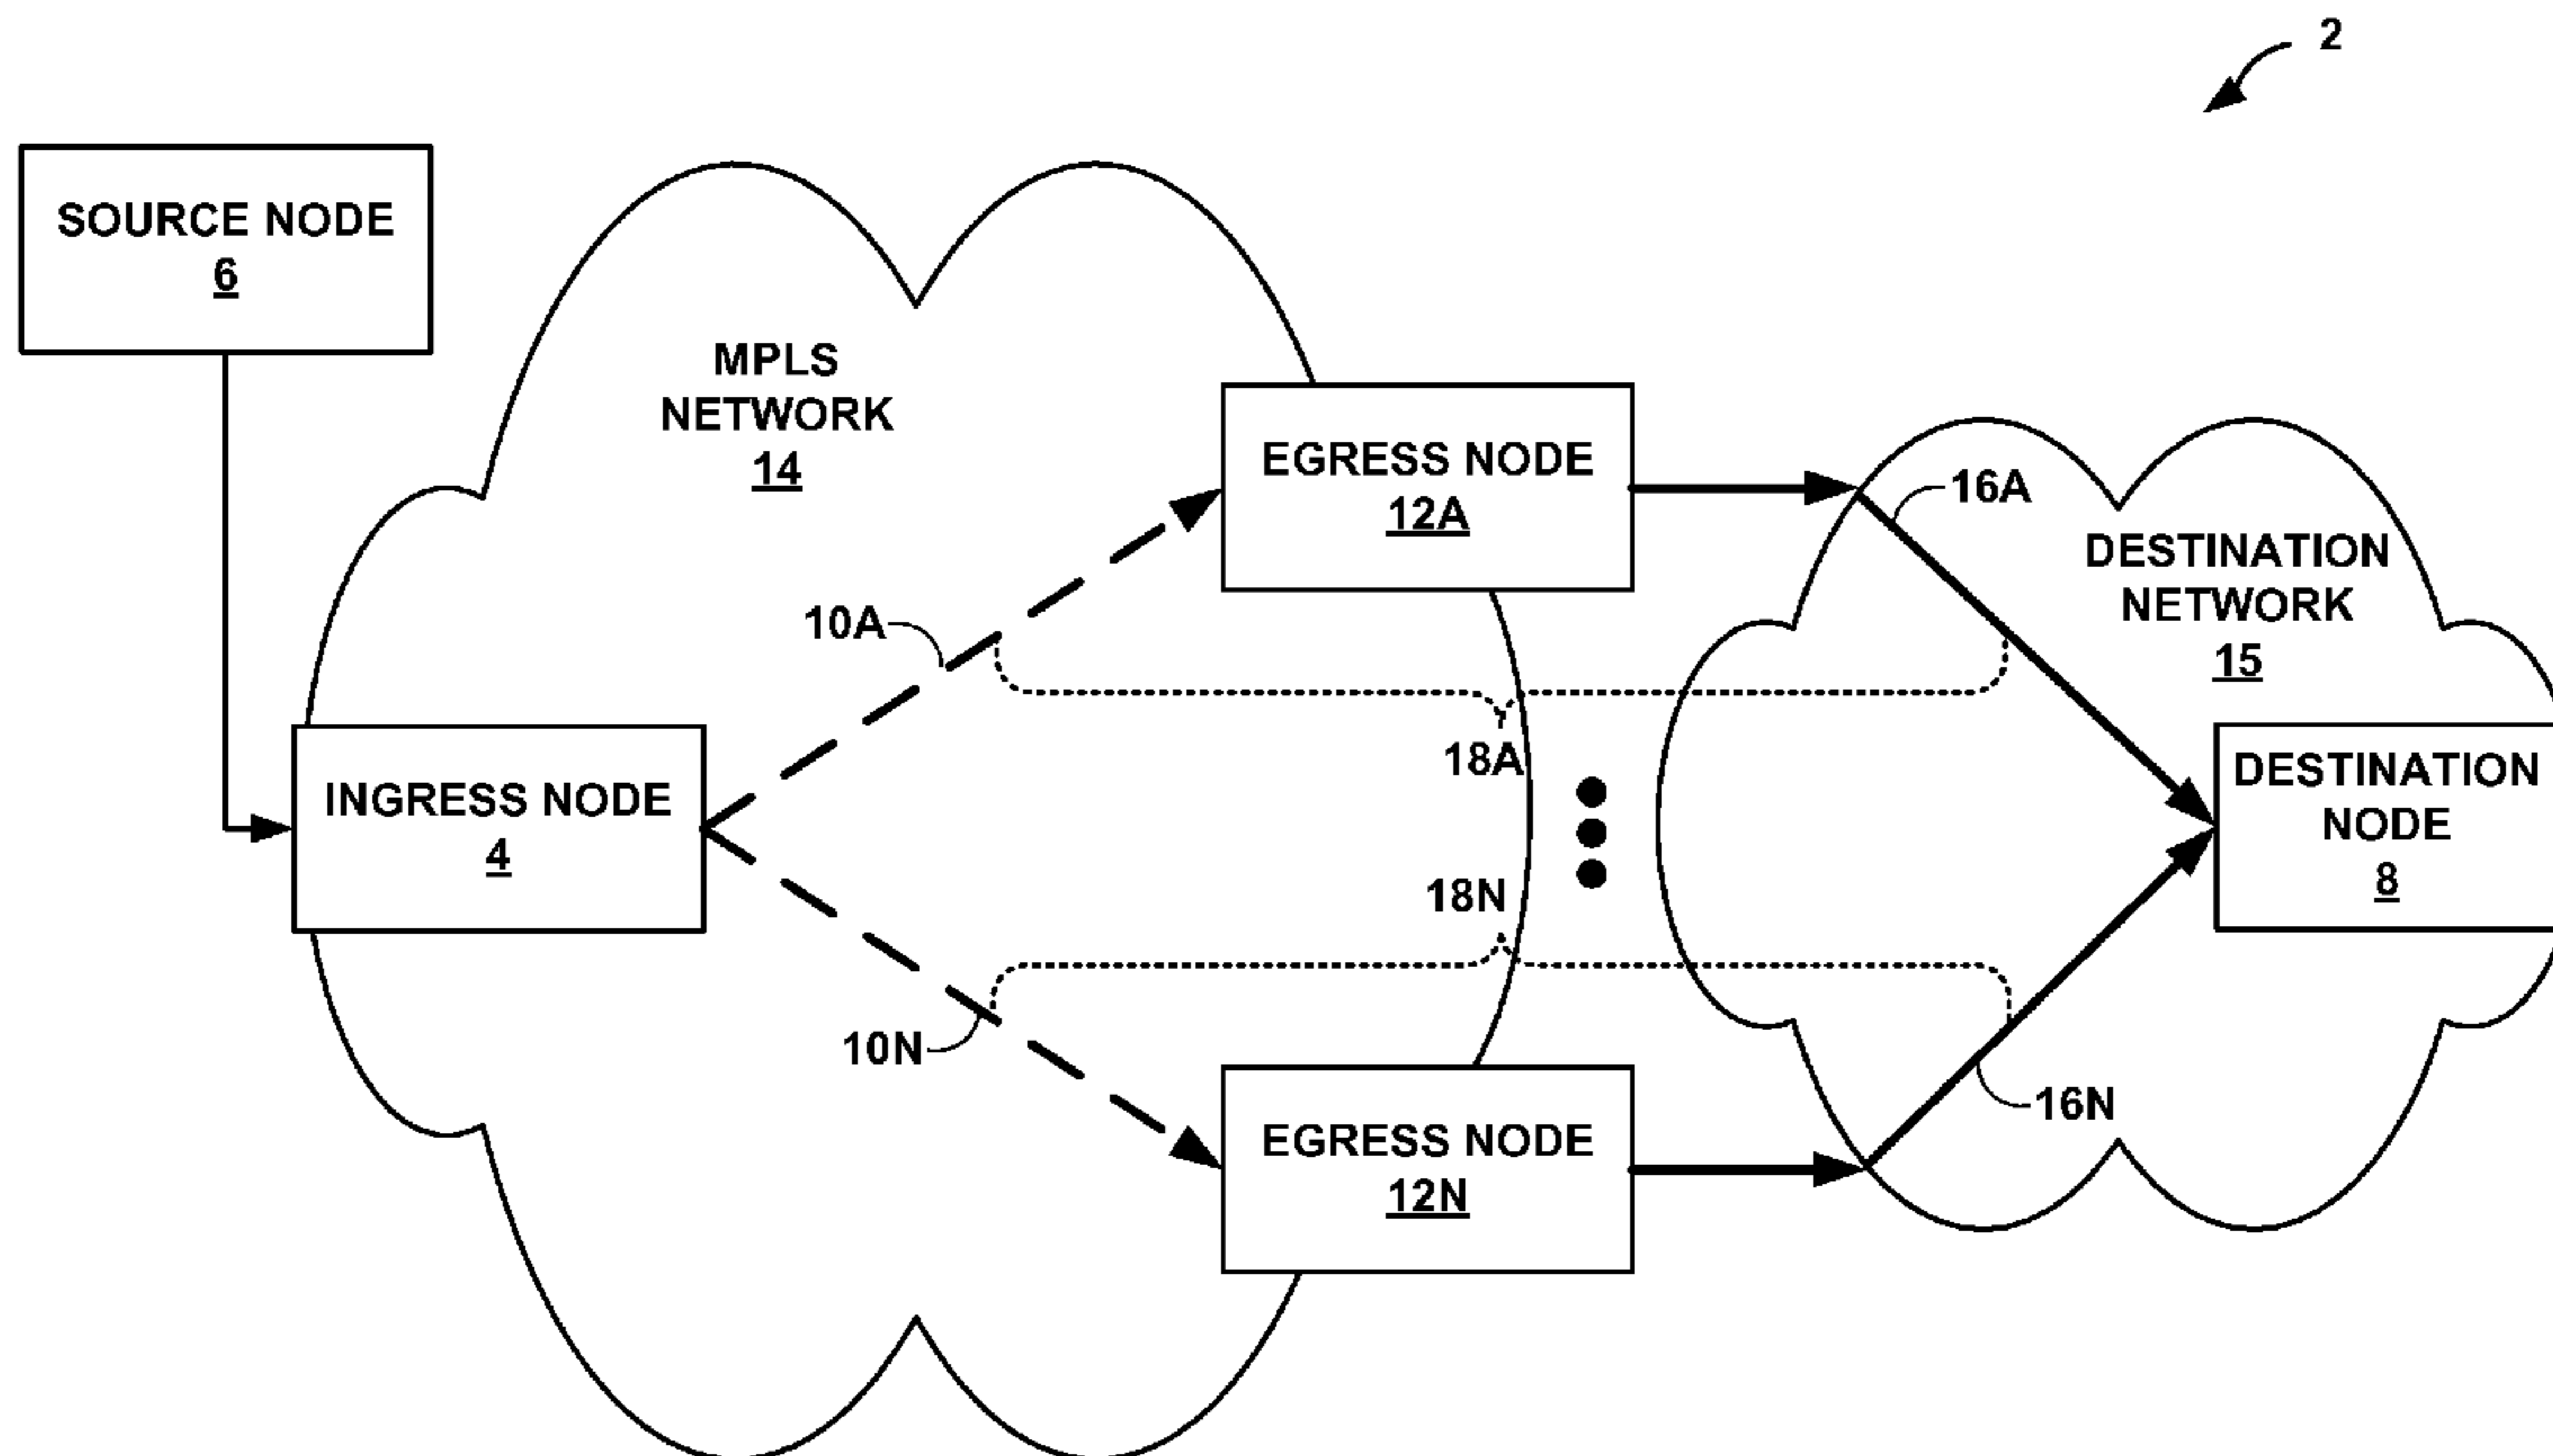 2
SOURCE NODE
6
MPLS
NETWORK
14
EGRESS NODE
12A
16A
DESTINATION
NETWORK
15
10A
18A
INGRESS NODE
4
DESTINATION
NODE
8
18N
10N
16N
EGRESS NODE
12N